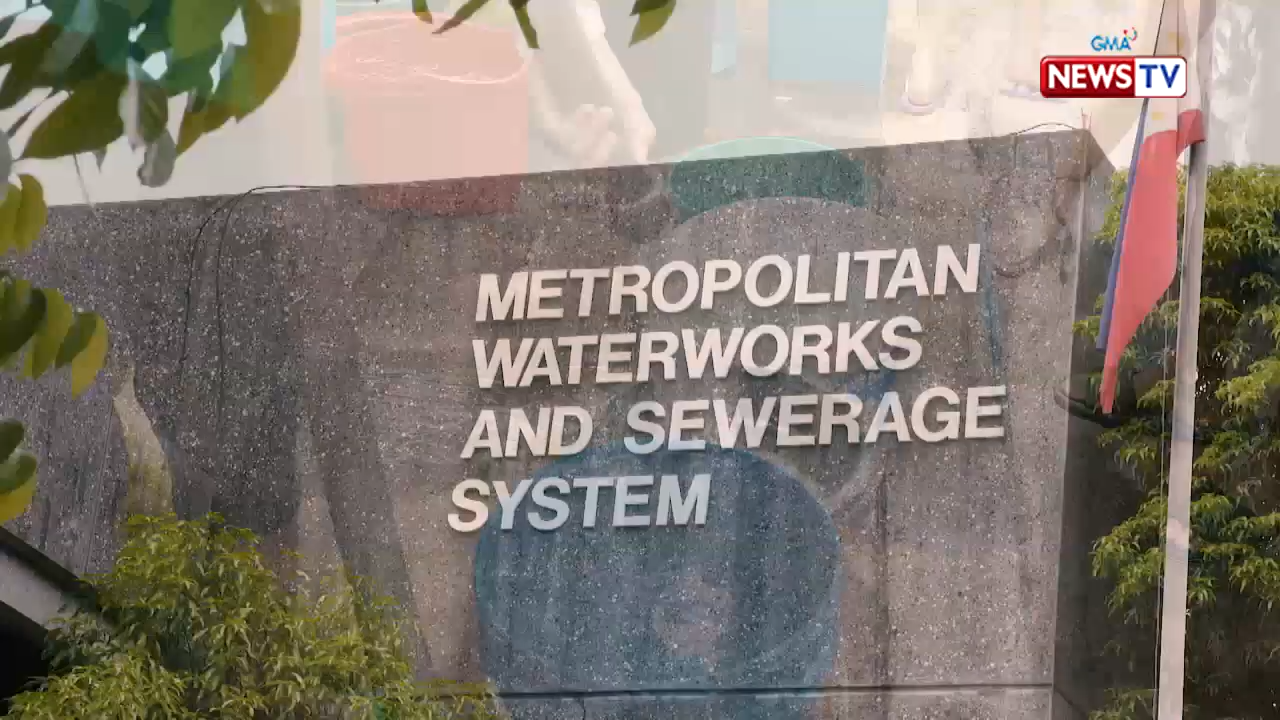 GMA
NEWS TV
METROPOLITAN
WATERWORKS
AND SEWERAGE
SYSTEM